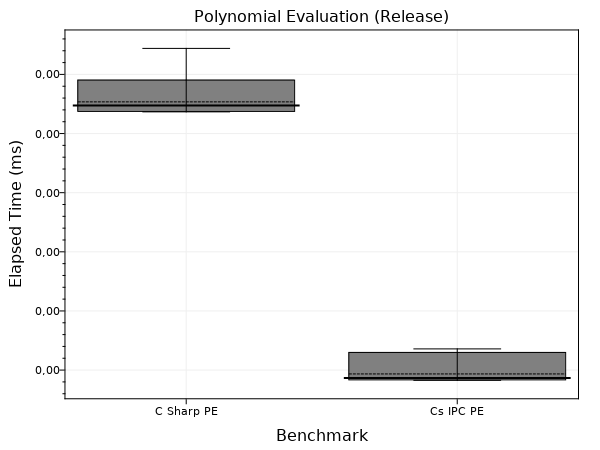 Polynomial Evaluation (Release)
Elapsed Time (ms)
0,00
0,00
0,00
0,00
0,00
0,00
C Sharp PE
Cs IPC PE
Benchmark